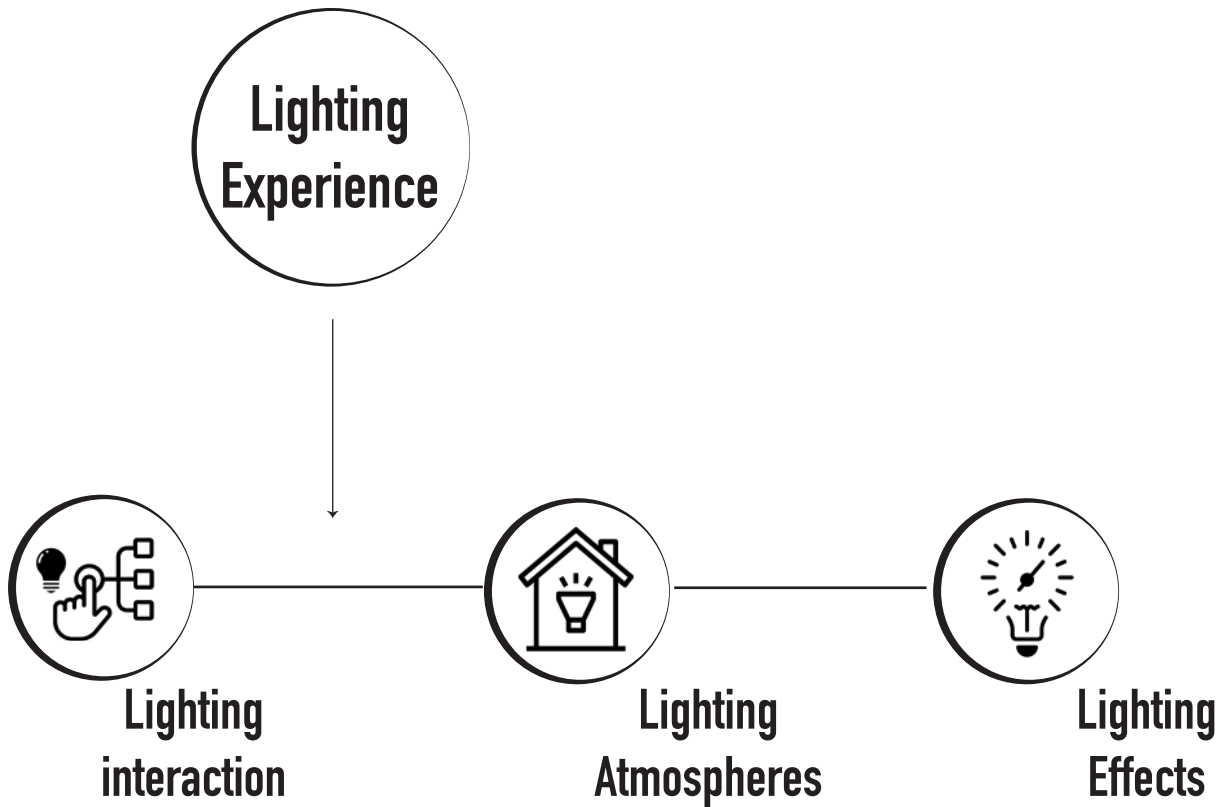 Lighting
Experience
Lighting
interaction
Lighting
Atmospheres
Lighting
Effects